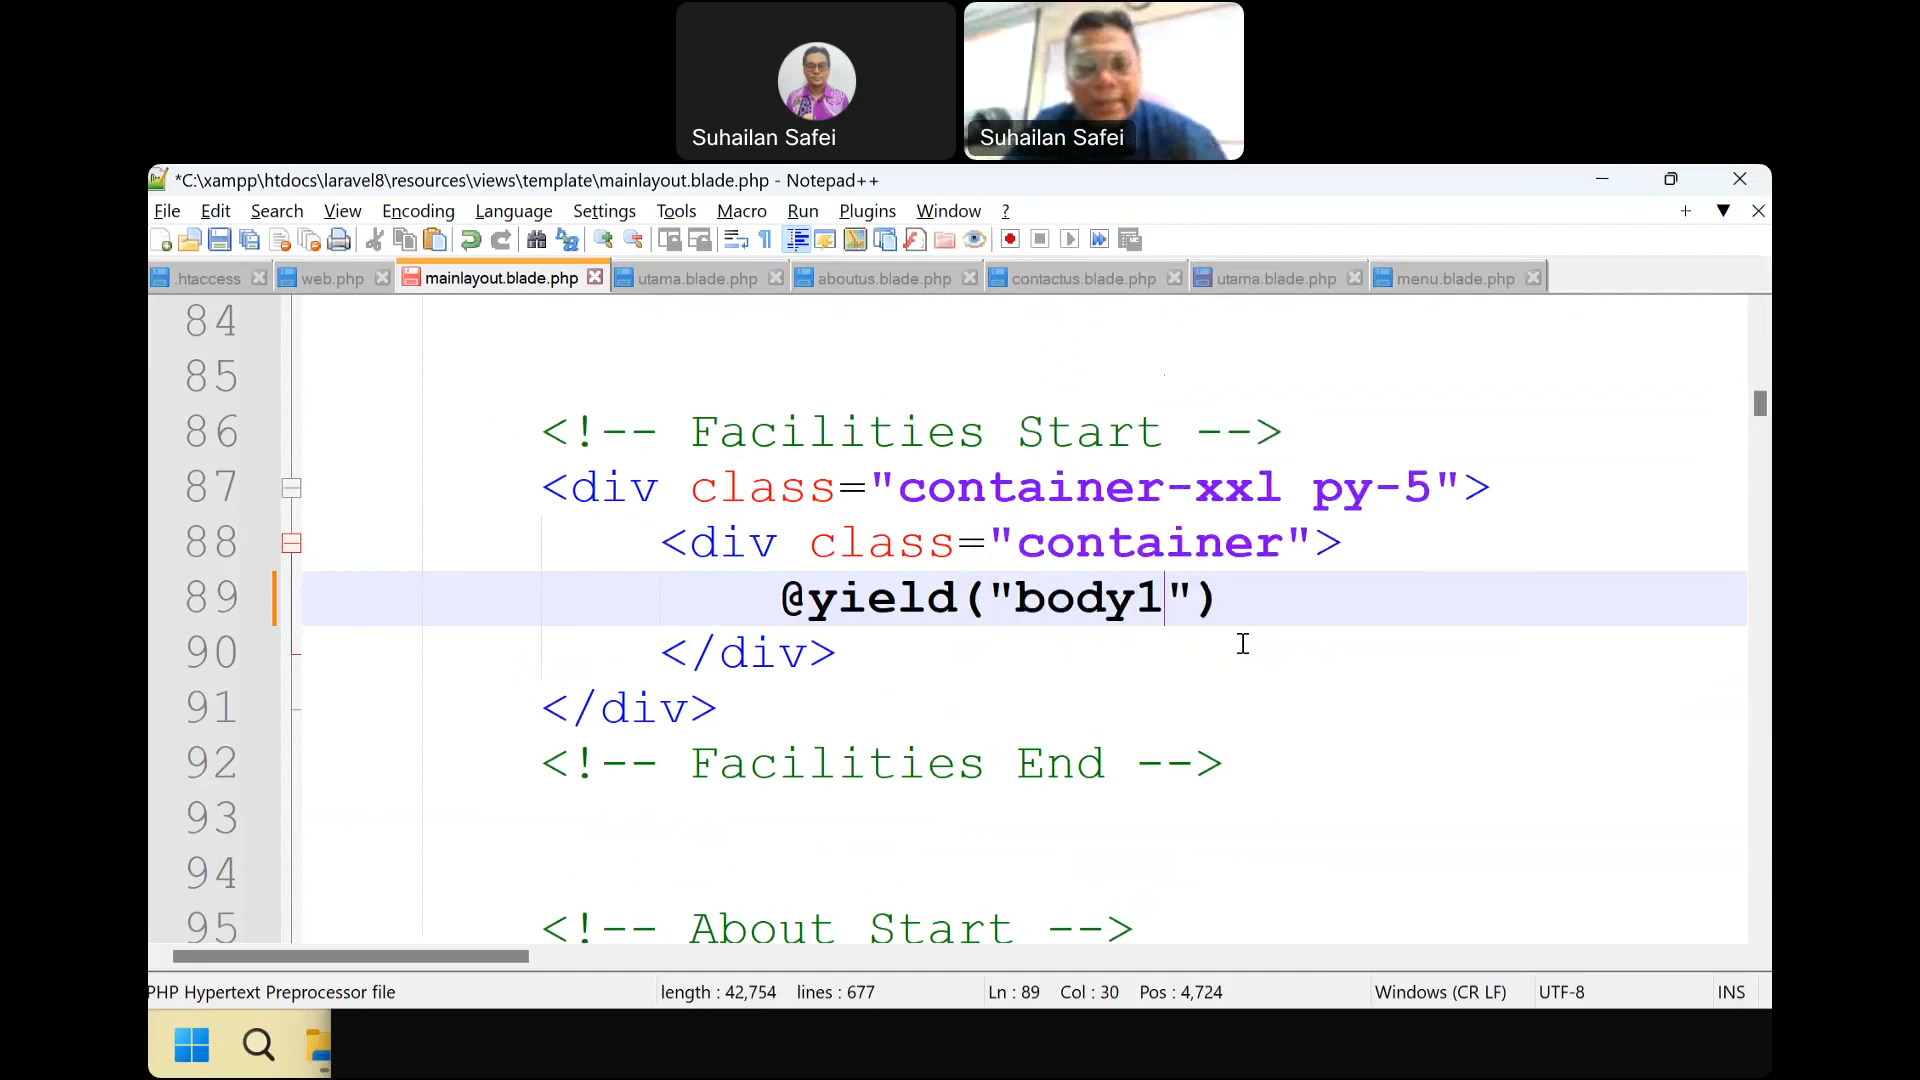 Suhailan Safei
Suhailan Safei
*C:\xampp\htdocs\laravel8\resources\views\template\mainlayout.blade.php - Notepad++
File Edit Search View Encoding Language Settings Tools Macro Run Plugins Window ?
.htaccess web.php mainlayout.blade.php utama.blade.php aboutus.blade.php contactus.blade.php utama.blade.php menu.blade.php
84
85
86 <!-- Facilities Start -->
87 <div class="container-xxl py-5">
88 <div class="container">
89 @yield("body1")
90 </div>
91 </div>
92 <!-- Facilities End -->
93
94
95 <!-- About Start -->
PHP Hypertext Preprocessor file length : 42,754 lines : 677 Ln : 89 Col : 30 Pos : 4,724 Windows (CR LF) UTF-8 INS